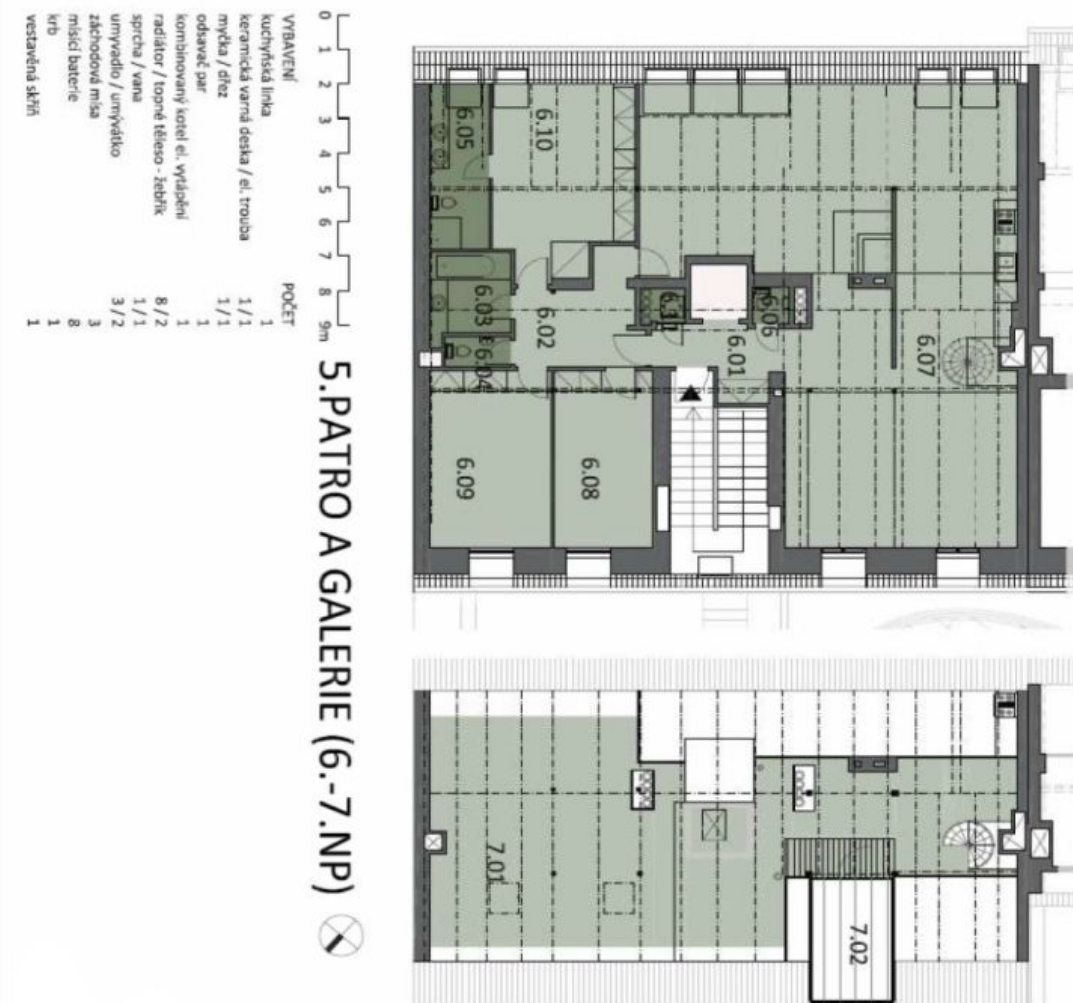 5.PATRO A GALERIE (6.-7.NP)
0 1 2 3 4 5 6 7 8 9m
VYBAVENÍ POČET
kuchyňská linka 1
keramická varná deska / el. trouba 1 / 1
myčka / dřez 1 / 1
odsavač par 1
kombinovaný kotel el. vytápění 1
radiátor / topné těleso - žebřík 8 / 2
sprcha / vana 1 / 1
umyvadlo / umývátko 3 / 2
záchodová mísa 3
mísící baterie 8
krb 1
vestavěná skříň 1
6.05
6.10
6.03
6.04
6.02
6.11
6.01
6.06
6.07
6.09
6.08
7.01
7.02